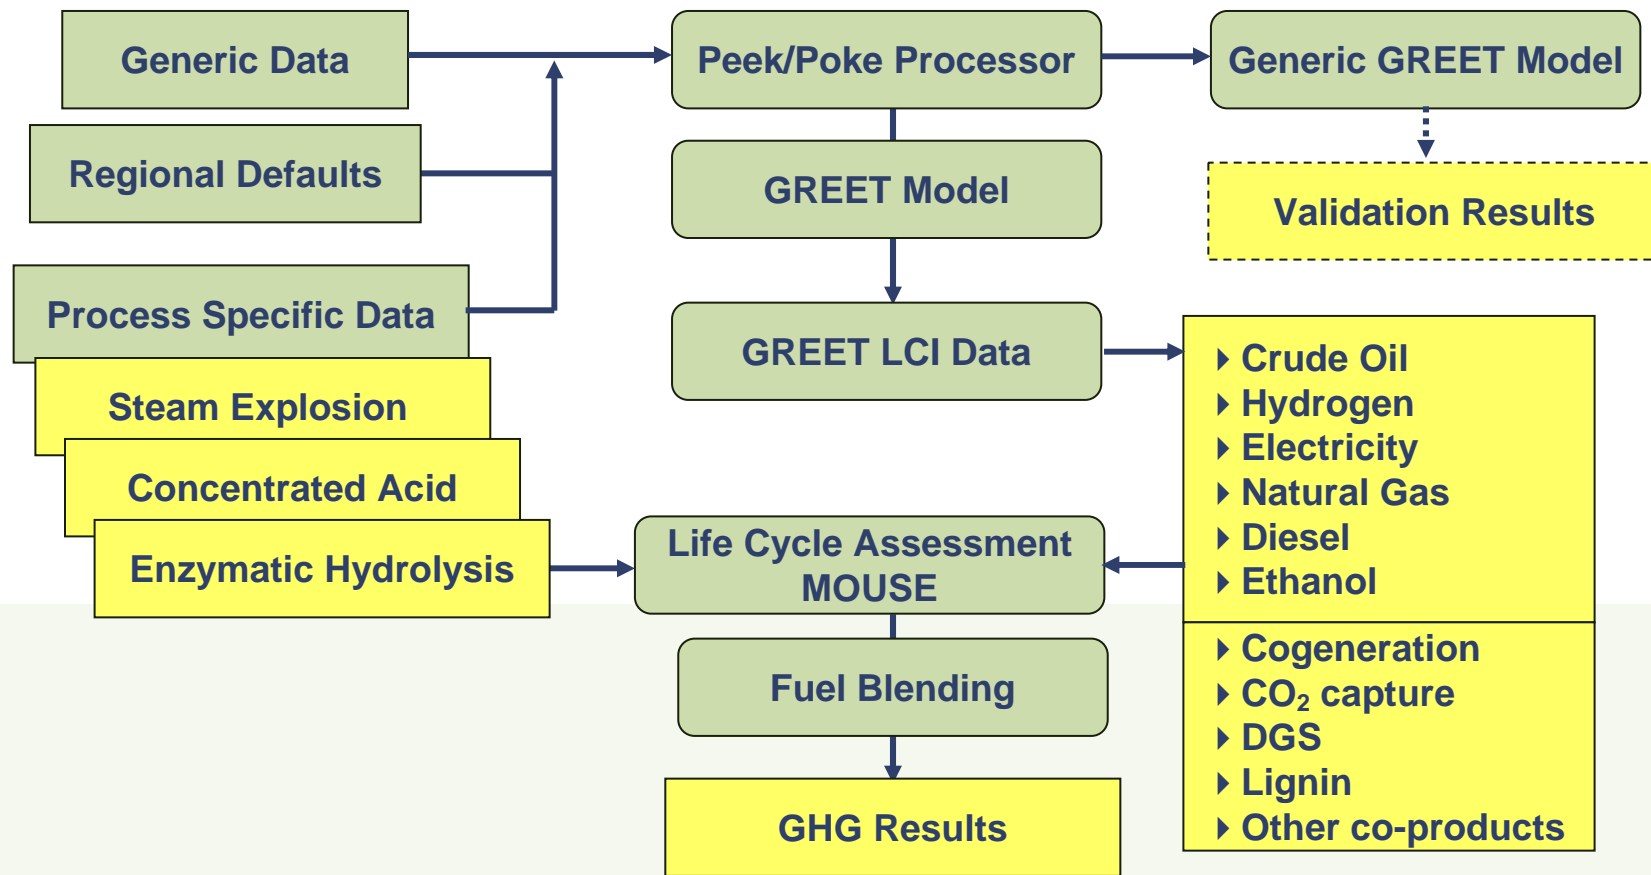 Generic Data
Peek/Poke Processor
Generic GREET Model
Regional Defaults
GREET Model
Validation Results
Process Specific Data
GREET LCI Data
Steam Explosion
Concentrated Acid
Enzymatic Hydrolysis
Life Cycle Assessment
MOUSE
Fuel Blending
GHG Results
Crude Oil
Hydrogen
Electricity
Natural Gas
Diesel
Ethanol
Cogeneration
CO₂ capture
DGS
Lignin
Other co-products